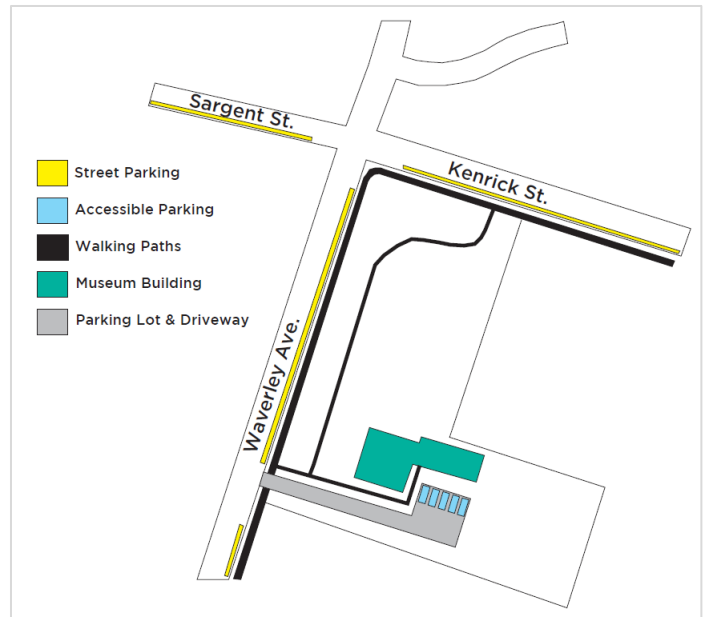 Sargent St.
Kenrick St.
Street Parking
Accessible Parking
Walking Paths
Museum Building
Parking Lot & Driveway
Waverley Ave.